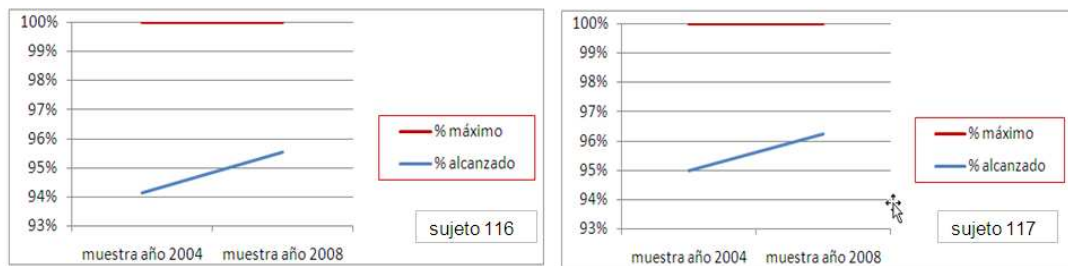 100%
99%
98%
97%
96%
95%
94%
93%
muestra año 2004 muestra año 2008
% máximo
% alcanzado
sujeto 116
100%
99%
98%
97%
96%
95%
94%
93%
muestra año 2004 muestra año 2008
% máximo
% alcanzado
sujeto 117